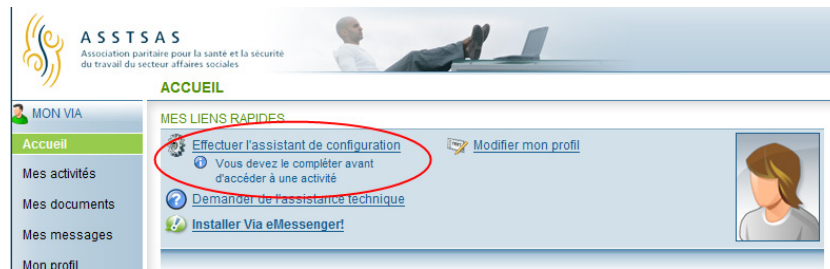 ASSTSAS
Association paritaire pour la santé et la sécurité
du travail du secteur affaires sociales
ACCUEIL
MON VIA
MES LIENS RAPIDES
Accueil
Effectuer l'assistant de configuration
Modifier mon profil
Vous devez le compléter avant
d'accéder à une activité
Mes activités
Mes documents
Demander de l'assistance technique
Installer Via eMessenger!
Mes messages
Mon profil